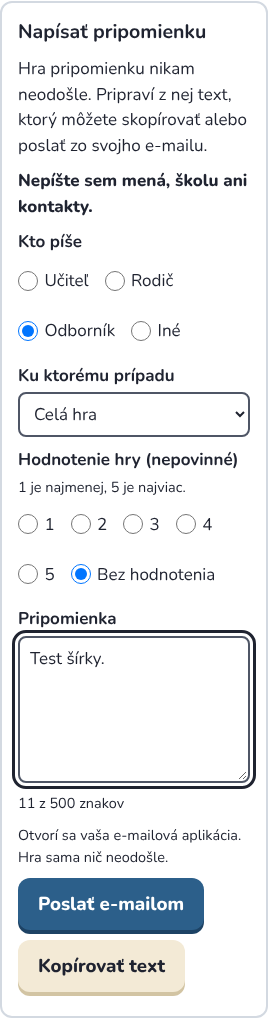 Napísať pripomienku
Hra pripomienku nikam
neodošle. Pripraví z nej text,
ktorý môžete skopírovať alebo
poslať zo svojho e-mailu.
Nepíšte sem mená, školu ani
kontakty.
Kto píše
Učiteľ Rodič
Odborník Iné
Ku ktorému prípadu
Celá hra
Hodnotenie hry (nepovinné)
1 je najmenej, 5 je najviac.
1 2 3 4
5 Bez hodnotenia
Pripomienka
Test šírky.
11 z 500 znakov
Otvorí sa vaša e-mailová aplikácia.
Hra sama nič neodošle.
Poslať e-mailom
Kopírovať text